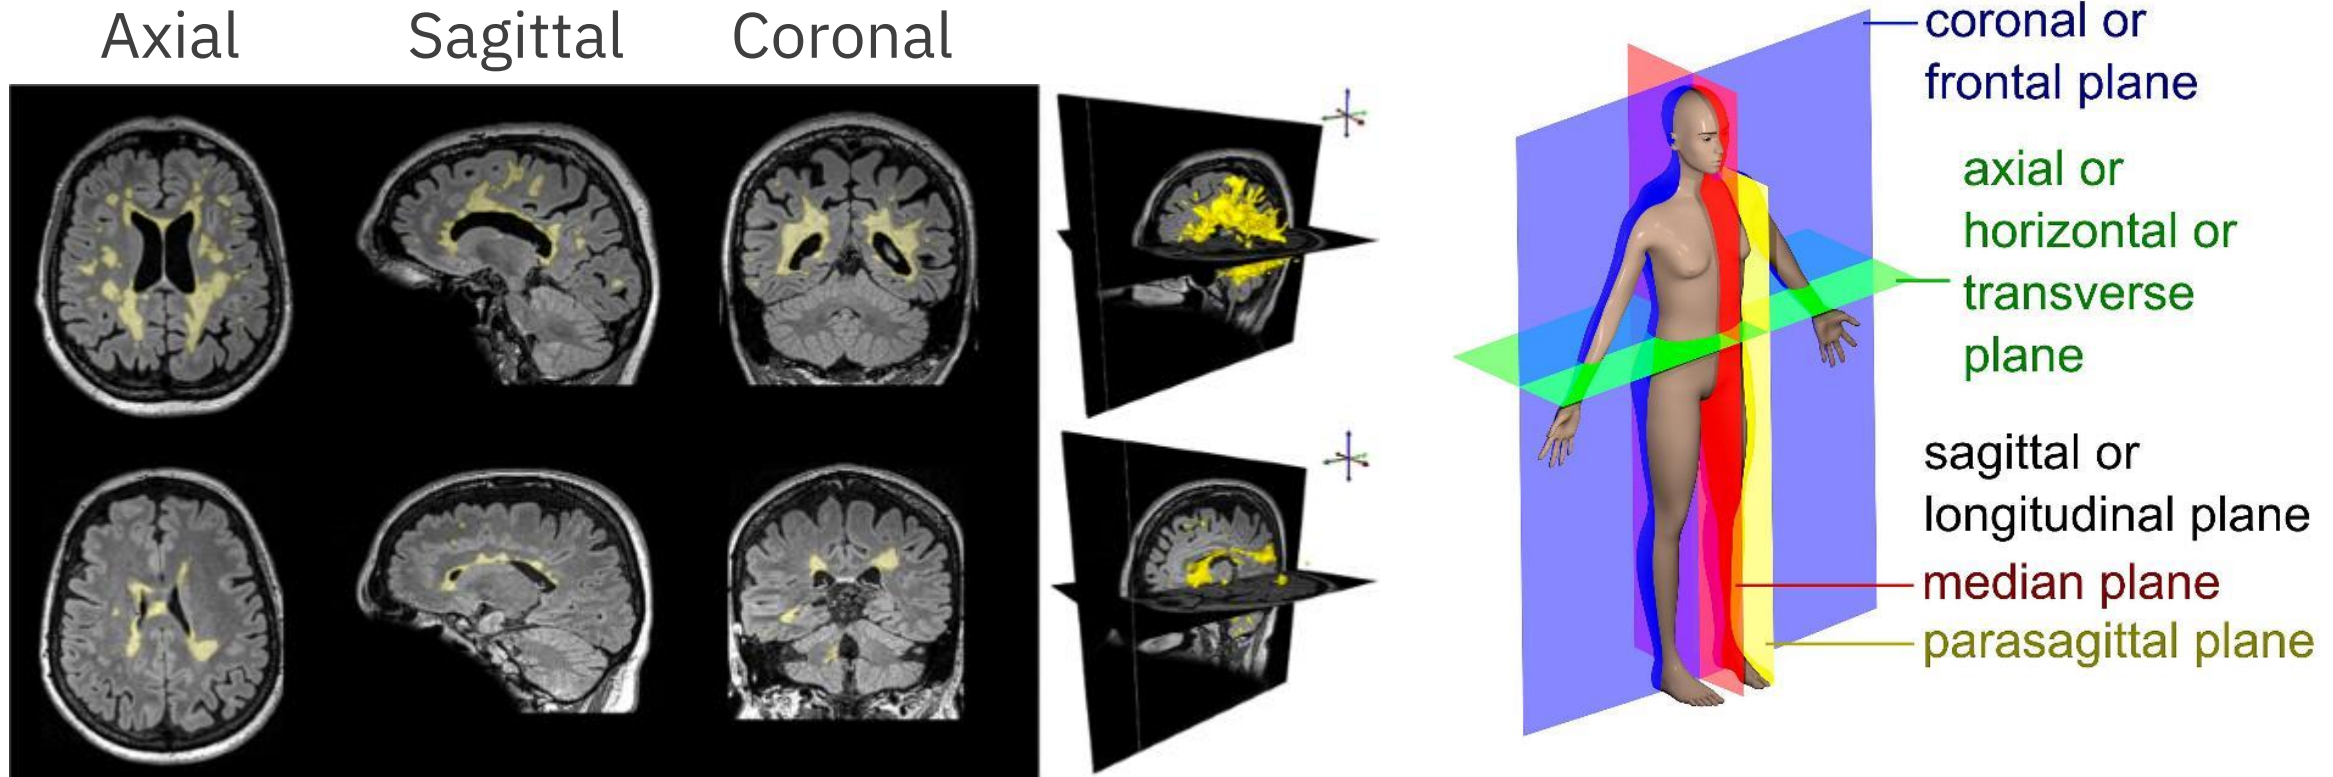 Axial
Sagittal
Coronal
coronal or
frontal plane
axial or
horizontal or
transverse
plane
sagittal or
longitudinal plane
median plane
parasagittal plane